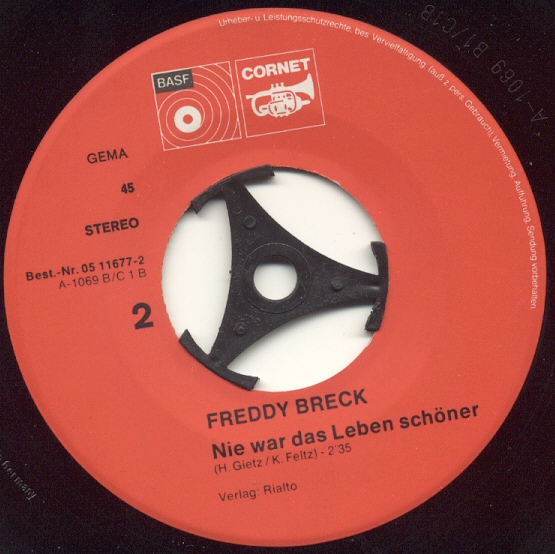 Urheber- u Leistungsschutzrechte, bes. Vervielfältigung, (auß z pers. Gebrauch), Vermietung, Aufführung, Sendung vorbehalten.
BASF
CORNET
GEMA
45
STEREO
Best.-Nr. 05 11677-2
A-1069 B/C 1 B
2
FREDDY BRECK
Nie war das Leben schöner
(H. Gietz / K. Feltz) - 2'35
Verlag: Rialto